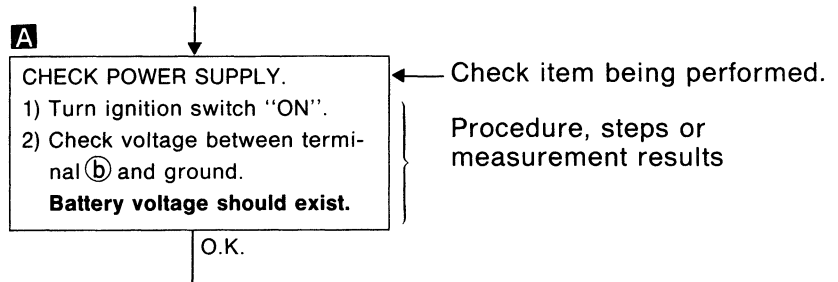 A
CHECK POWER SUPPLY.
1) Turn ignition switch "ON".
2) Check voltage between termi-
nal ⓑ and ground.
Battery voltage should exist.
O.K.
Check item being performed.
Procedure, steps or
measurement results